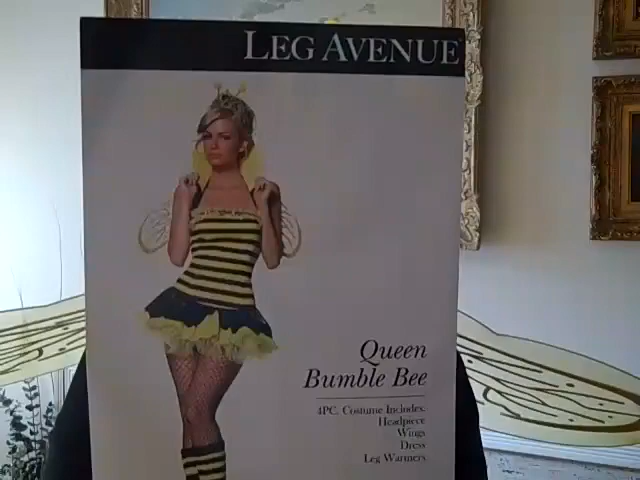 LEG AVENUE
Queen
Bumble Bee
4PC. Costume Includes:
Headpiece
Wings
Dress
Leg Warmers